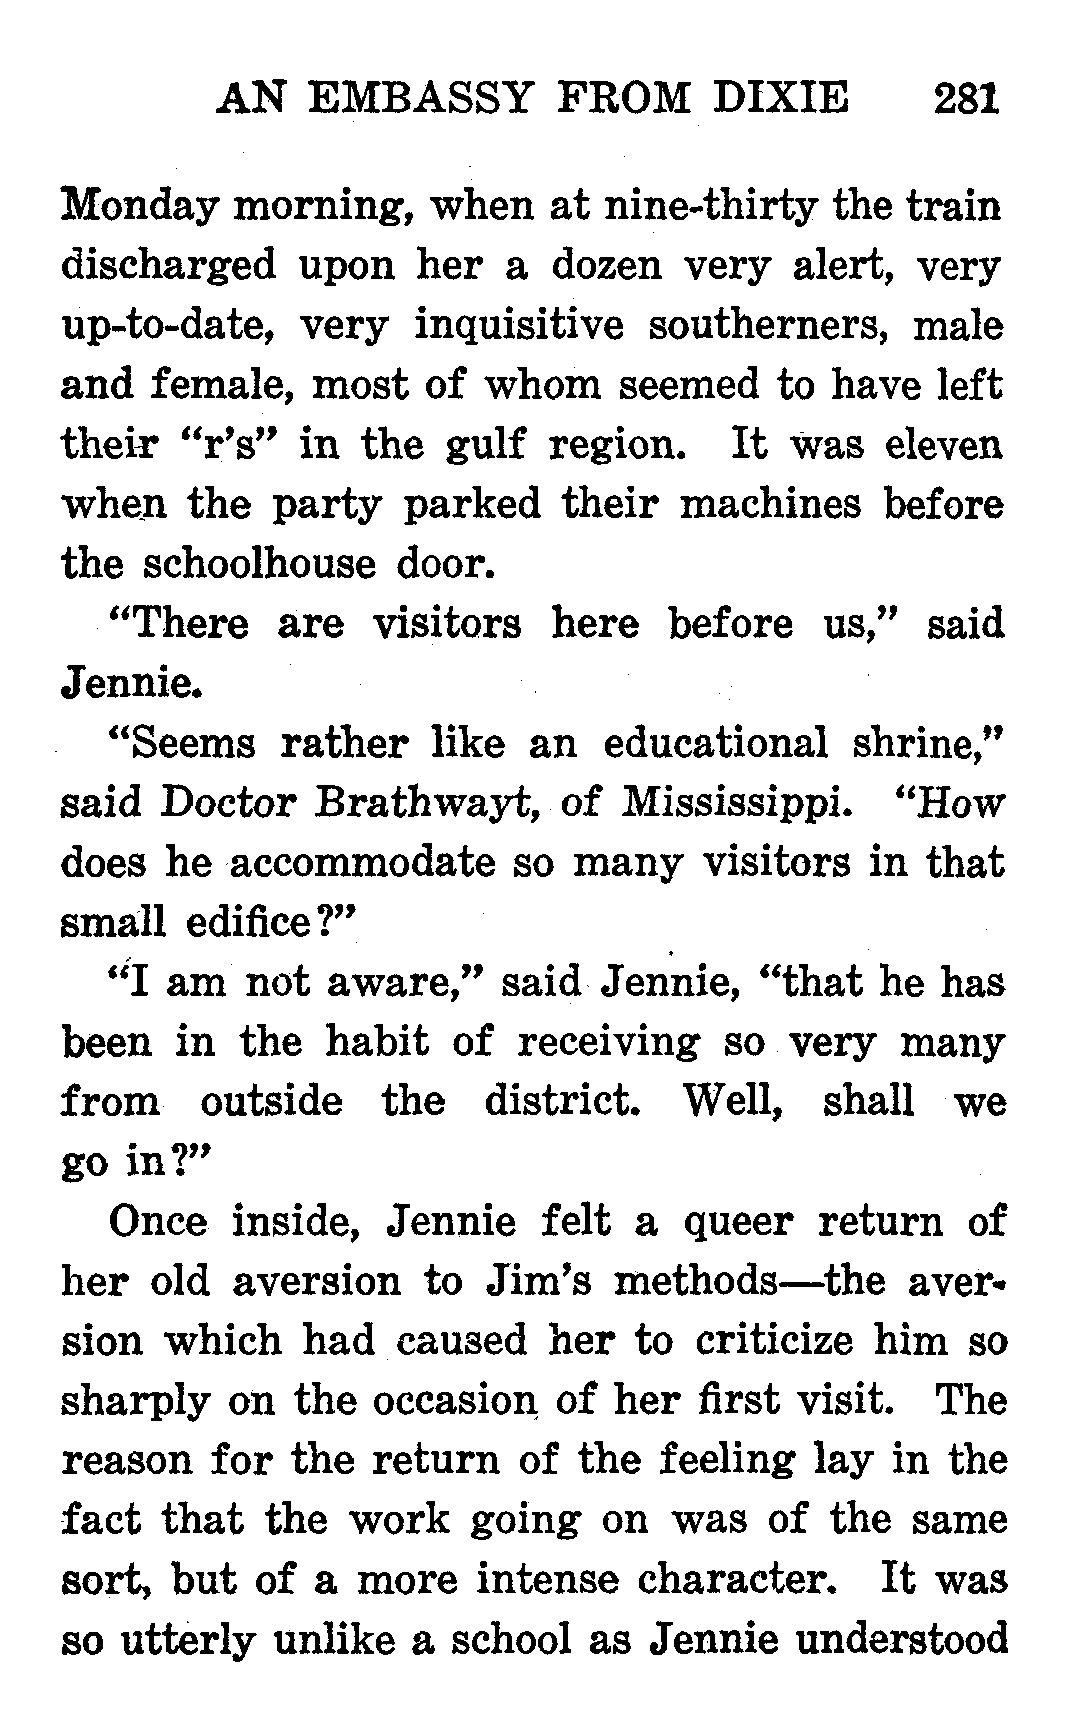 AN EMBASSY FROM DIXIE 281
Monday morning, when at nine-thirty the train
discharged upon her a dozen very alert, very
up-to-date, very inquisitive southerners, male
and female, most of whom seemed to have left
their “r’s” in the gulf region. It was eleven
when the party parked their machines before
the schoolhouse door.
“There are visitors here before us,” said
Jennie.
“Seems rather like an educational shrine,”
said Doctor Brathwayt, of Mississippi. “How
does he accommodate so many visitors in that
small edifice?”
“I am not aware,” said Jennie, “that he has
been in the habit of receiving so very many
from outside the district. Well, shall we
go in?”
Once inside, Jennie felt a queer return of
her old aversion to Jim’s methods—the aver-
sion which had caused her to criticize him so
sharply on the occasion of her first visit. The
reason for the return of the feeling lay in the
fact that the work going on was of the same
sort, but of a more intense character. It was
so utterly unlike a school as Jennie understood